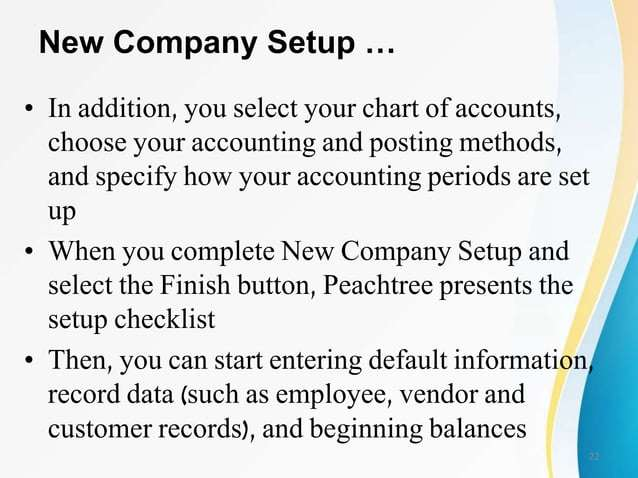 New Company Setup …
• In addition, you select your chart of accounts,
choose your accounting and posting methods,
and specify how your accounting periods are set
up
• When you complete New Company Setup and
select the Finish button, Peachtree presents the
setup checklist
• Then, you can start entering default information,
record data (such as employee, vendor and
customer records), and beginning balances
22